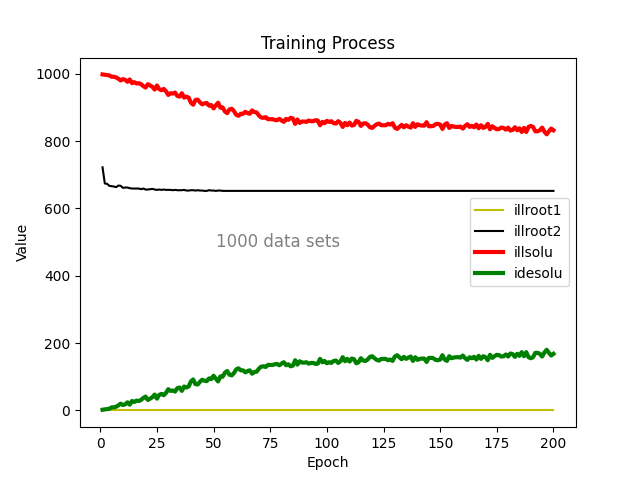 Training Process
1000
800
600
400
200
0
Value
1000 data sets
illroot1
illroot2
illsolu
idesolu
0 25 50 75 100 125 150 175 200
Epoch